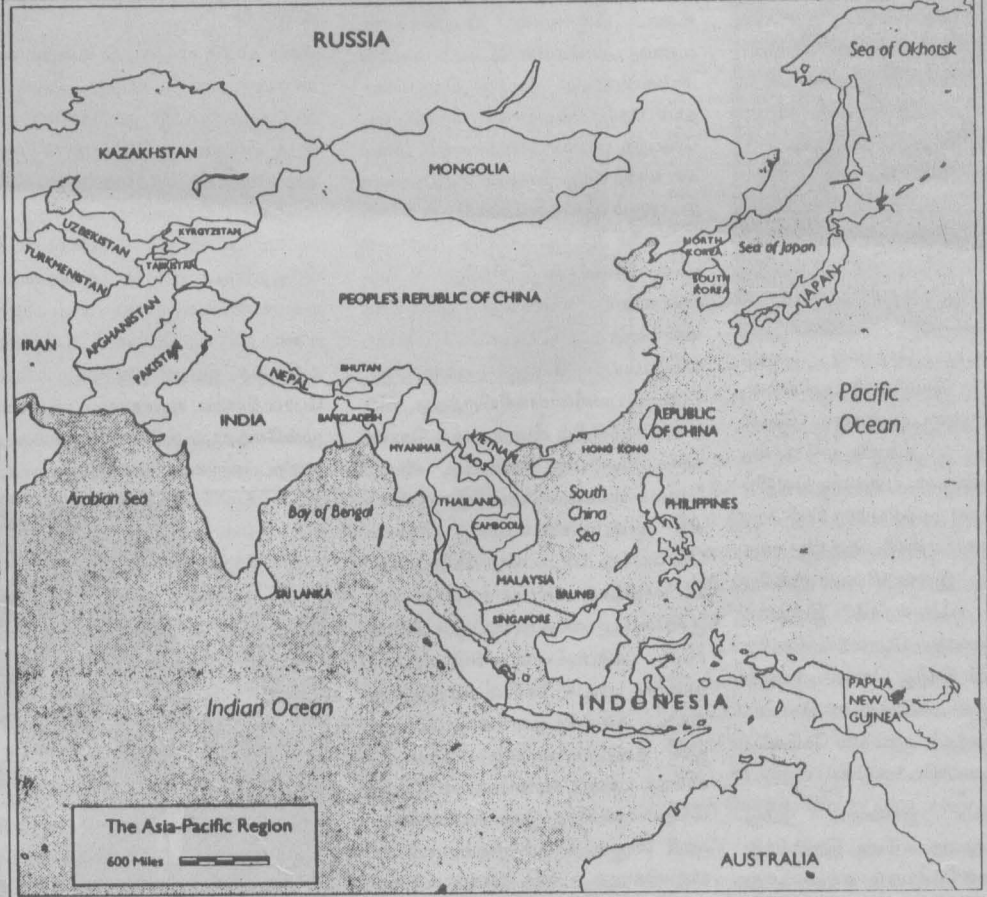 RUSSIA
Sea of Okhotsk
KAZAKHSTAN
MONGOLIA
UZBEKISTAN
KYRGYZSTAN
TURKMENISTAN
TAJIKISTAN
NORTH
KOREA
Sea of Japan
SOUTH
KOREA
JAPAN
PEOPLE'S REPUBLIC OF CHINA
AFGHANISTAN
IRAN
PAKISTAN
NEPAL
BHUTAN
Pacific
Ocean
INDIA
BANGLADESH
REPUBLIC
OF CHINA
MYANMAR
VIETNAM
HONG KONG
LAOS
Arabian Sea
Bay of Bengal
THAILAND
South
China
Sea
PHILIPPINES
CAMBODIA
MALAYSIA
SRI LANKA
BRUNEI
SINGAPORE
Indian Ocean
INDONESIA
PAPUA
NEW
GUINEA
The Asia-Pacific Region
600 Miles
AUSTRALIA